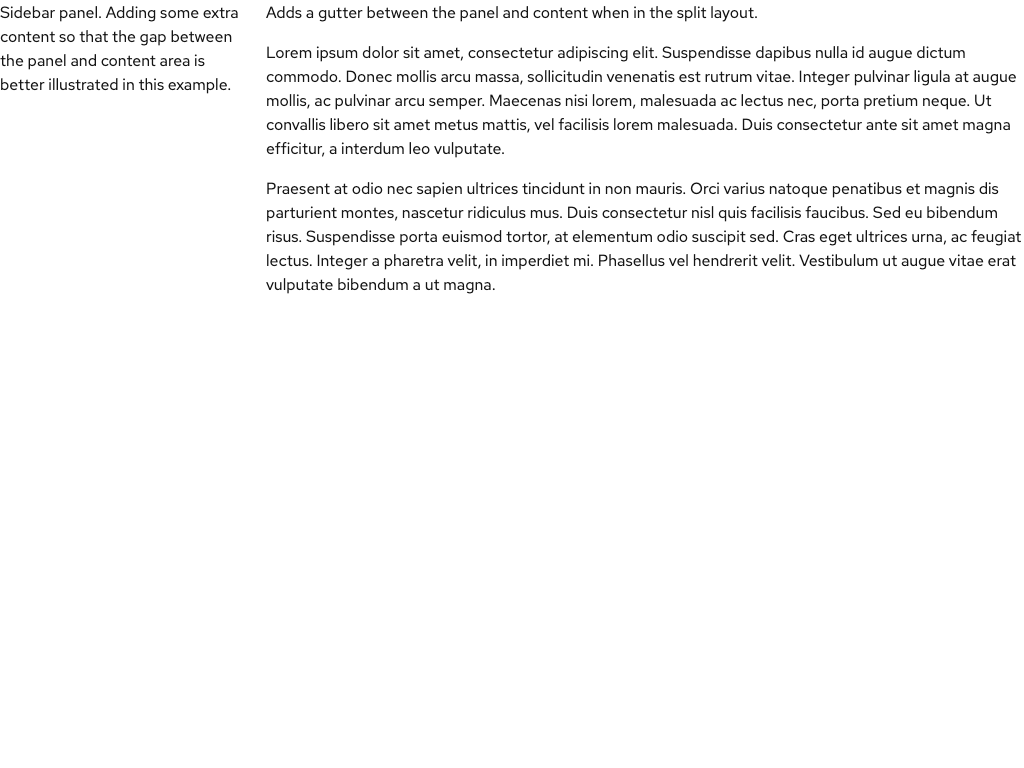 Sidebar panel. Adding some extra
content so that the gap between
the panel and content area is
better illustrated in this example.
Adds a gutter between the panel and content when in the split layout.
Lorem ipsum dolor sit amet, consectetur adipiscing elit. Suspendisse dapibus nulla id augue dictum
commodo. Donec mollis arcu massa, sollicitudin venenatis est rutrum vitae. Integer pulvinar ligula at augue
mollis, ac pulvinar arcu semper. Maecenas nisi lorem, malesuada ac lectus nec, porta pretium neque. Ut
convallis libero sit amet metus mattis, vel facilisis lorem malesuada. Duis consectetur ante sit amet magna
efficitur, a interdum leo vulputate.
Praesent at odio nec sapien ultrices tincidunt in non mauris. Orci varius natoque penatibus et magnis dis
parturient montes, nascetur ridiculus mus. Duis consectetur nisl quis facilisis faucibus. Sed eu bibendum
risus. Suspendisse porta euismod tortor, at elementum odio suscipit sed. Cras eget ultrices urna, ac feugiat
lectus. Integer a pharetra velit, in imperdiet mi. Phasellus vel hendrerit velit. Vestibulum ut augue vitae erat
vulputate bibendum a ut magna.